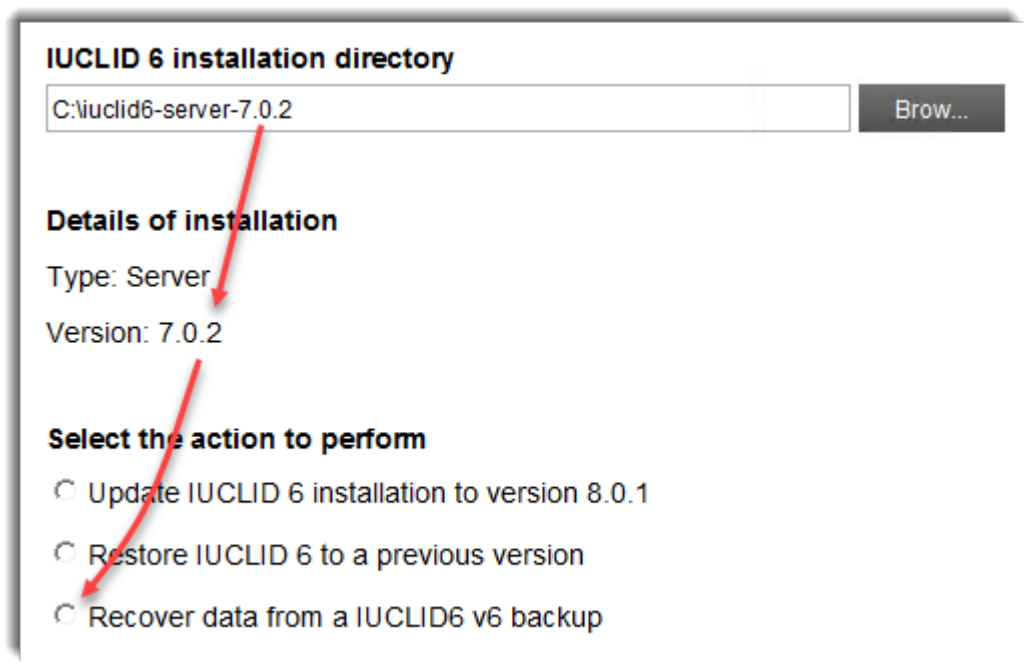 IUCLID 6 installation directory
C:\iuclid6-server-7.0.2
Brow...
Details of installation
Type: Server
Version: 7.0.2
Select the action to perform
Update IUCLID 6 installation to version 8.0.1
Restore IUCLID 6 to a previous version
Recover data from a IUCLID6 v6 backup